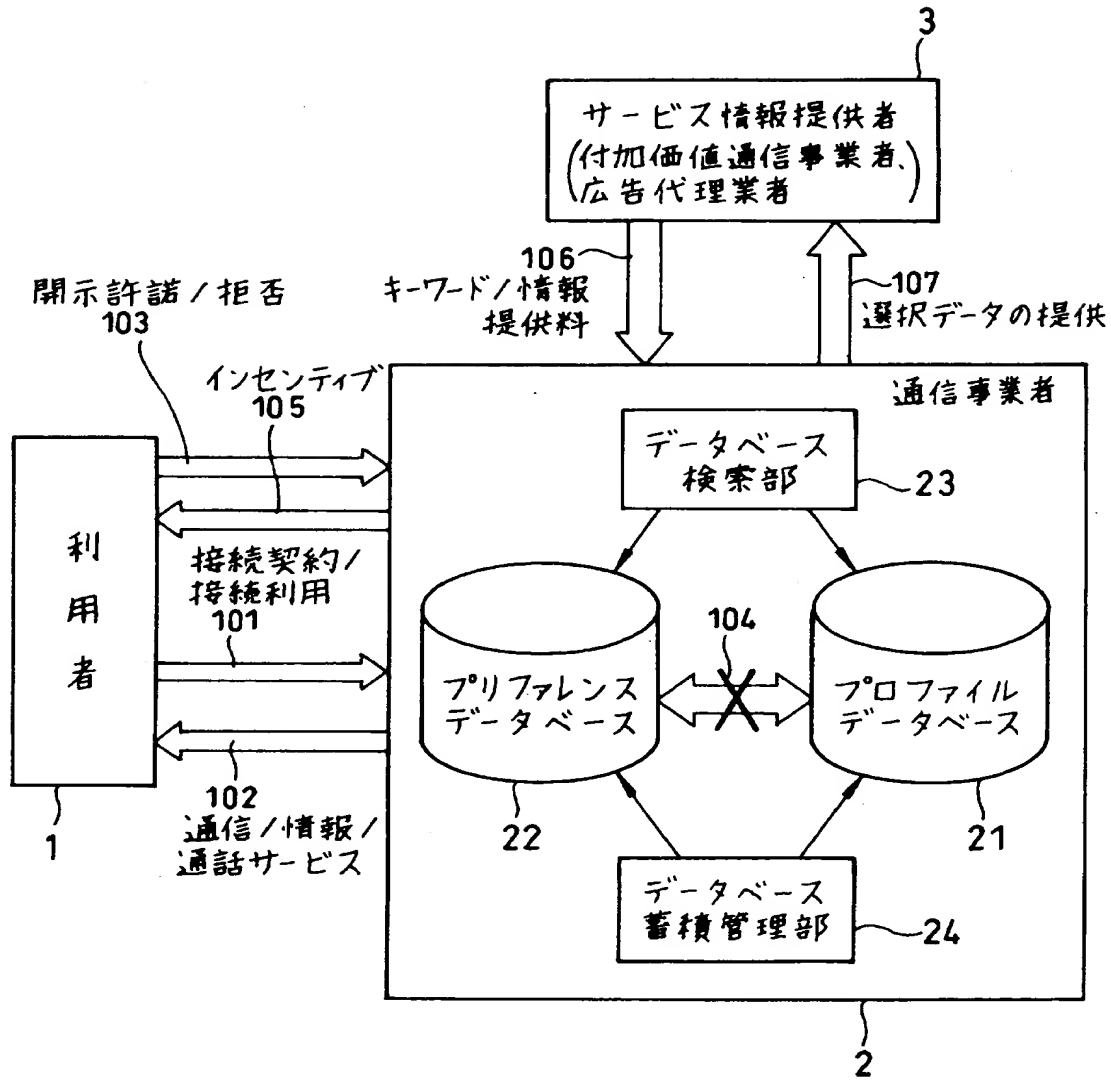 3
サービス情報提供者
(付加価値通信事業者、
広告代理業者)
106
キーワード/情報
提供料
107
選択データの提供
開示許諾/拒否
103
インセンティブ
105
通信事業者
データベース
検索部
23
利用者
1
接続契約/
接続利用
101
104
プリファレンス
データベース
22
プロファイル
データベース
21
102
通信/情報/
通話サービス
データベース
蓄積管理部
24
2